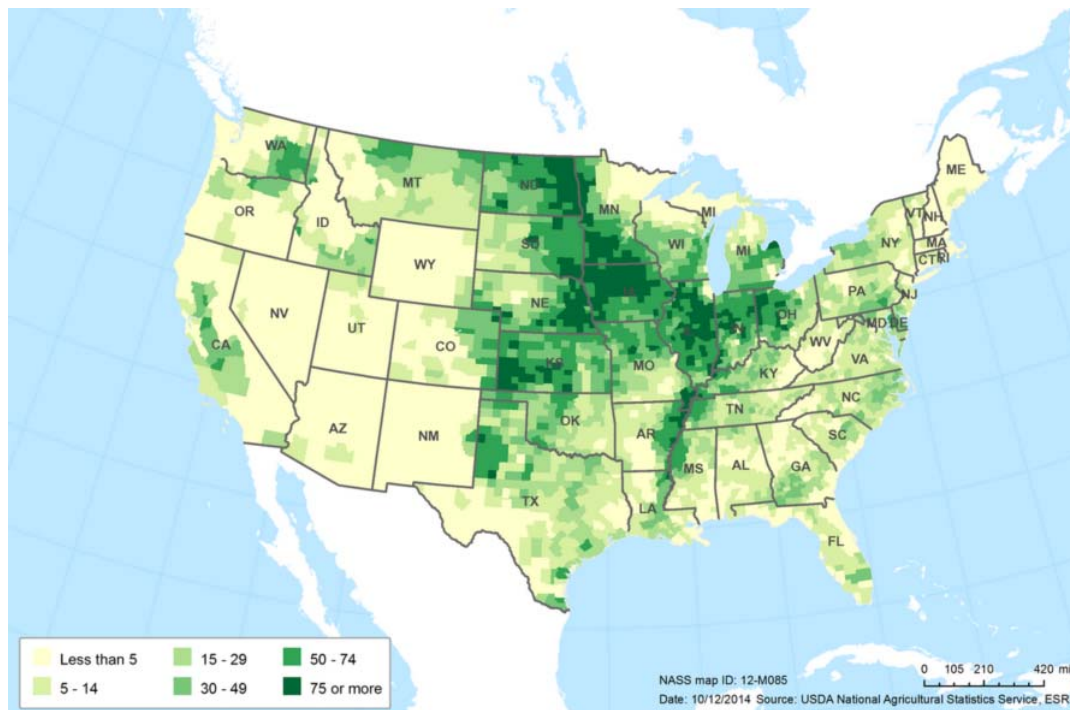 WA
MT
ND
MN
ME
OR
ID
SD
WI
MI
MI
VT
NH
NY
MA
CT
RI
WY
NE
IA
PA
NJ
NV
UT
CO
IL
IN
OH
MD
DE
WV
CA
KS
MO
KY
VA
AZ
NM
OK
AR
TN
NC
SC
TX
LA
MS
AL
GA
FL
Less than 5
15 - 29
50 - 74
5 - 14
30 - 49
75 or more
0 105 210 420 mi
NASS map ID: 12-M085
Date: 10/12/2014 Source: USDA National Agricultural Statistics Service, ESR